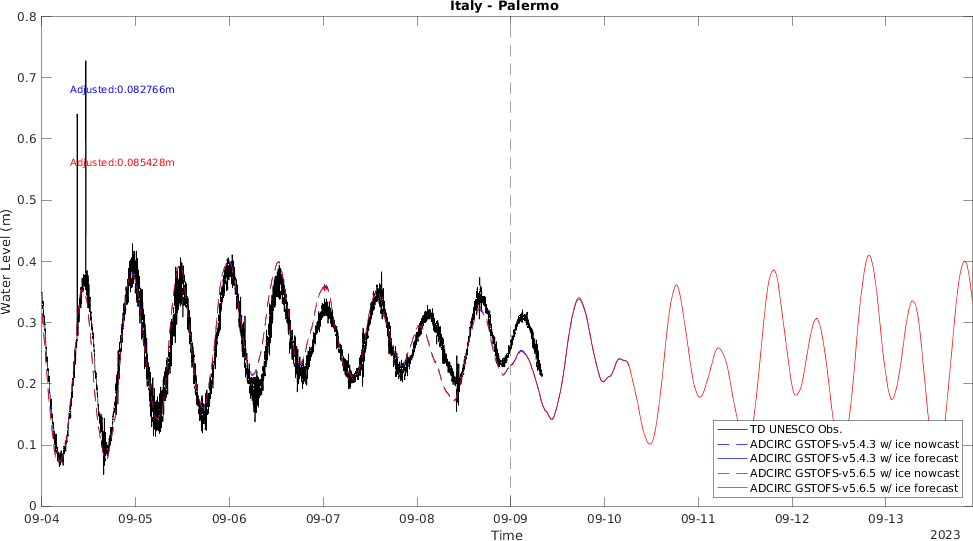 Italy - Palermo
0.8
0.7
0.6
0.5
0.4
0.3
0.2
0.1
0
Water Level (m)
Adjusted:0.082766m
Adjusted:0.085428m
TD UNESCO Obs.
ADCIRC GSTOFS-v5.4.3 w/ ice nowcast
ADCIRC GSTOFS-v5.4.3 w/ ice forecast
ADCIRC GSTOFS-v5.6.5 w/ ice nowcast
ADCIRC GSTOFS-v5.6.5 w/ ice forecast
09-04 09-05 09-06 09-07 09-08 09-09 09-10 09-11 09-12 09-13
Time
2023